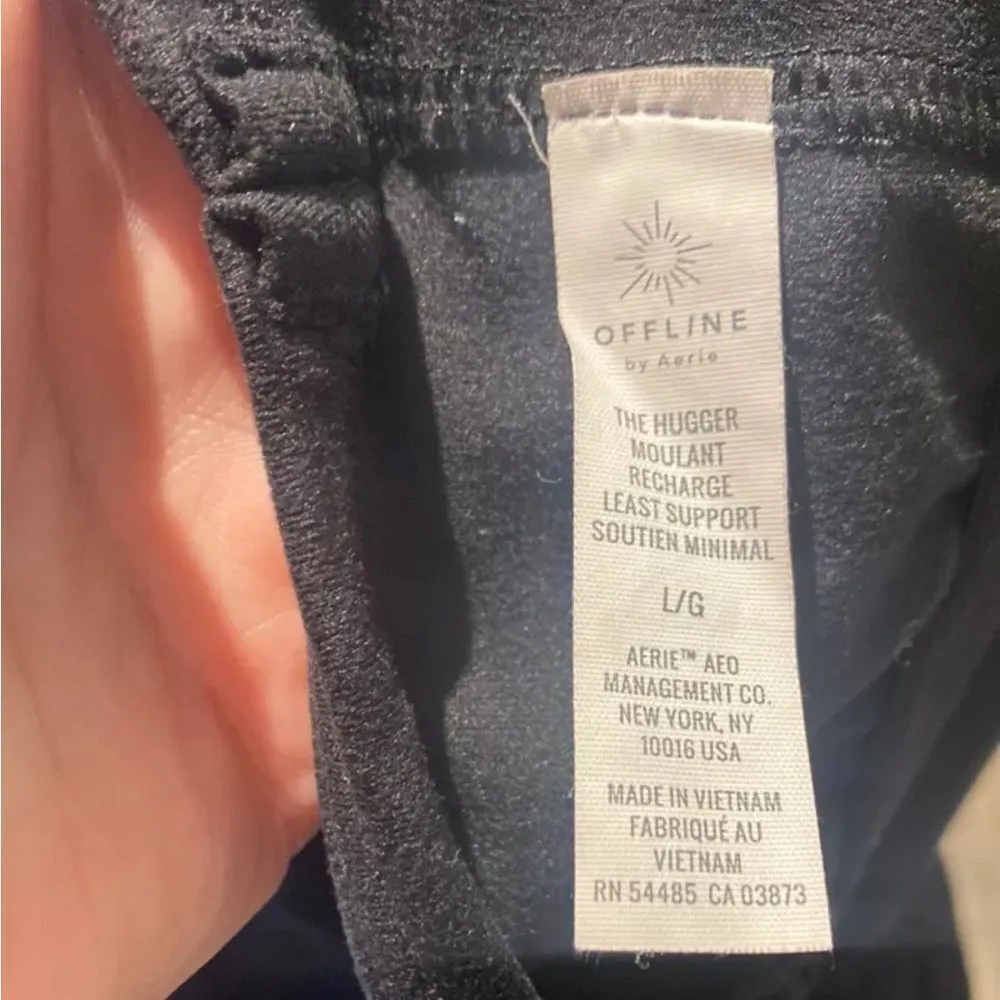 OFFLINE
by Aerie
THE HUGGER
MOULANT
RECHARGE
LEAST SUPPORT
SOUTIEN MINIMAL
L/G
AERIE™ AEO
MANAGEMENT CO.
NEW YORK, NY
10016 USA
MADE IN VIETNAM
FABRIQUÉ AU
VIETNAM
RN 54485 CA 03873